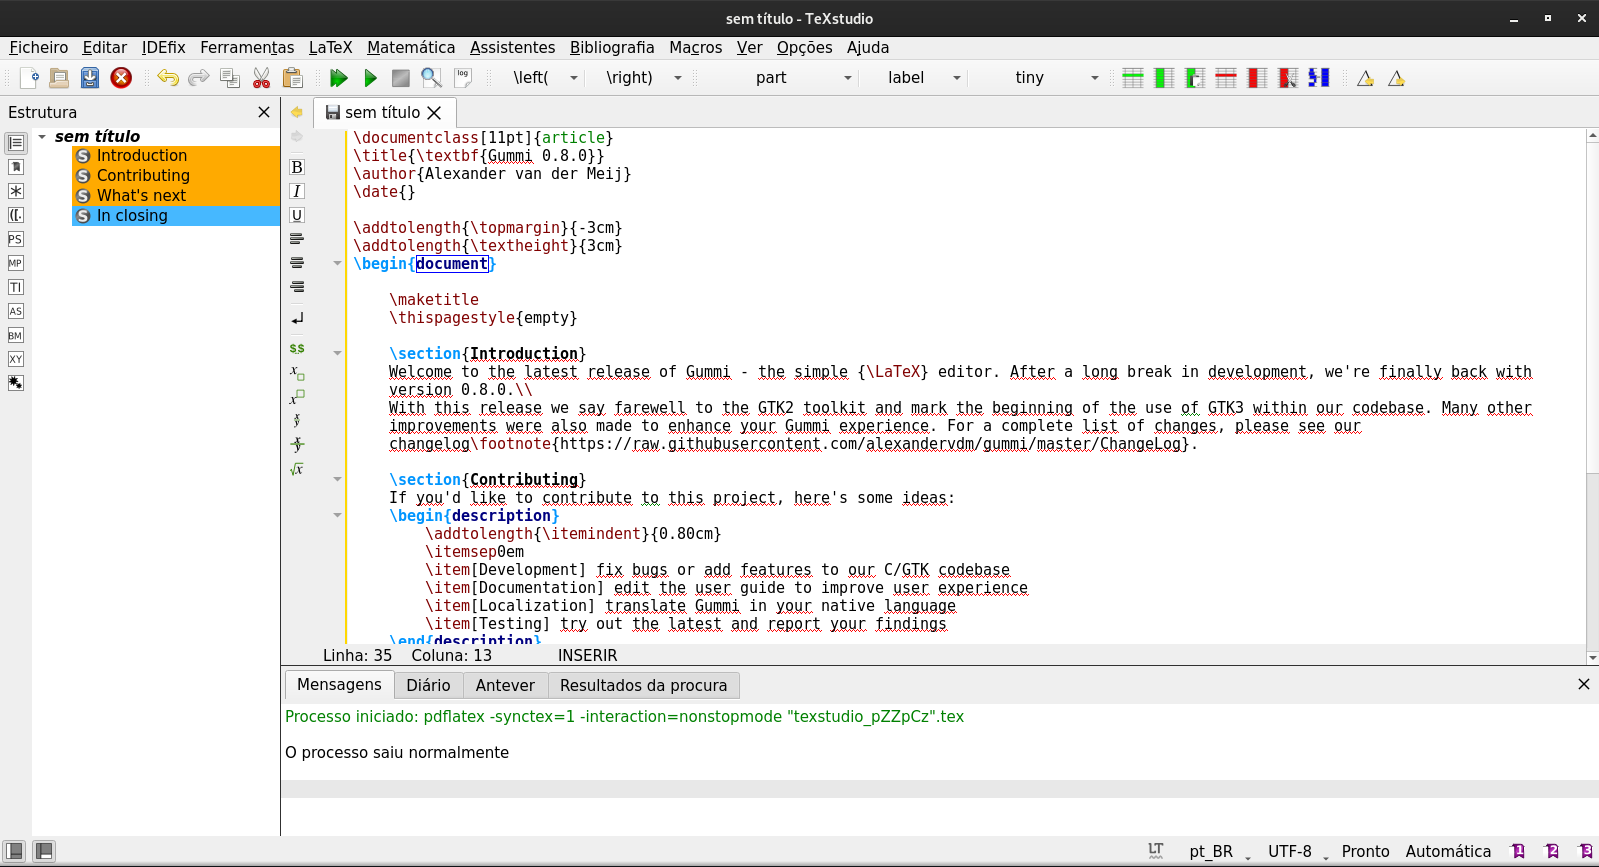 sem título - TeXstudio
Ficheiro Editar IDEfix Ferramentas LaTeX Matemática Assistentes Bibliografia Macros Ver Opções Ajuda
log \left( \right) part label tiny
Estrutura
sem título
sem título
S Introduction
S Contributing
S What's next
S In closing
PS
MP
TI
AS
BM
XY
B
I
U
$$
\documentclass[11pt]{article}
\title{\textbf{Gummi 0.8.0}}
\author{Alexander van der Meij}
\date{}
\addtolength{\topmargin}{-3cm}
\addtolength{\textheight}{3cm}
\begin{document}
\maketitle
\thispagestyle{empty}
\section{Introduction}
Welcome to the latest release of Gummi - the simple {\LaTeX} editor. After a long break in development, we're finally back with
version 0.8.0.\\
With this release we say farewell to the GTK2 toolkit and mark the beginning of the use of GTK3 within our codebase. Many other
improvements were also made to enhance your Gummi experience. For a complete list of changes, please see our
changelog\footnote{https://raw.githubusercontent.com/alexandervdm/gummi/master/ChangeLog}.
\section{Contributing}
If you'd like to contribute to this project, here's some ideas:
\begin{description}
\addtolength{\itemindent}{0.80cm}
\itemsep0em
\item[Development] fix bugs or add features to our C/GTK codebase
\item[Documentation] edit the user guide to improve user experience
\item[Localization] translate Gummi in your native language
\item[Testing] try out the latest and report your findings
\end{description}
Linha: 35 Coluna: 13 INSERIR
Mensagens Diário Antever Resultados da procura
Processo iniciado: pdflatex -synctex=1 -interaction=nonstopmode "texstudio_pZZpCz".tex
O processo saiu normalmente
LT pt_BR UTF-8 Pronto Automática 1 2 3